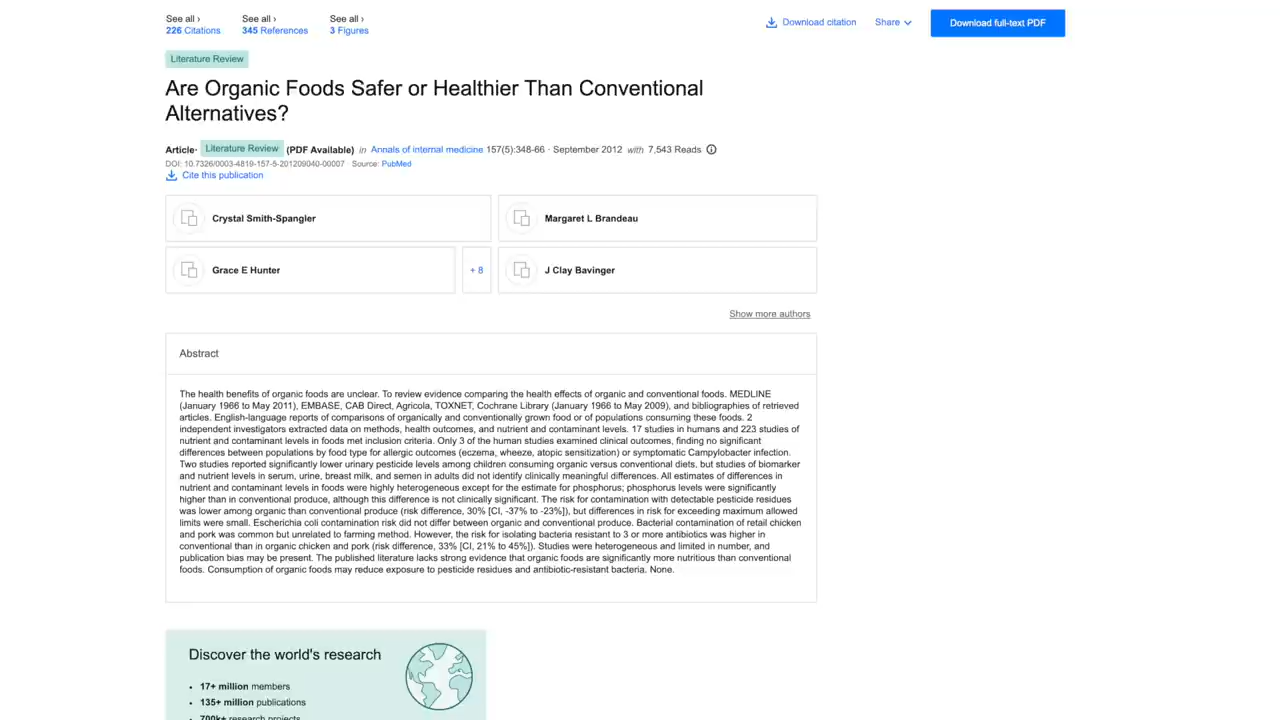 See all ›
226 Citations
See all ›
345 References
See all ›
3 Figures
Download citation
Share
Download full-text PDF
Literature Review
Are Organic Foods Safer or Healthier Than Conventional
Alternatives?
Article· Literature Review (PDF Available) in Annals of internal medicine 157(5):348-66 · September 2012 with 7,543 Reads
DOI: 10.7326/0003-4819-157-5-201209040-00007 · Source: PubMed
Cite this publication
Crystal Smith-Spangler
Margaret L Brandeau
Grace E Hunter
+ 8
J Clay Bavinger
Show more authors
Abstract
The health benefits of organic foods are unclear. To review evidence comparing the health effects of organic and conventional foods. MEDLINE
(January 1966 to May 2011), EMBASE, CAB Direct, Agricola, TOXNET, Cochrane Library (January 1966 to May 2009), and bibliographies of retrieved
articles. English-language reports of comparisons of organically and conventionally grown food or of populations consuming these foods. 2
independent investigators extracted data on methods, health outcomes, and nutrient and contaminant levels. 17 studies in humans and 223 studies of
nutrient and contaminant levels in foods met inclusion criteria. Only 3 of the human studies examined clinical outcomes, finding no significant
differences between populations by food type for allergic outcomes (eczema, wheeze, atopic sensitization) or symptomatic Campylobacter infection.
Two studies reported significantly lower urinary pesticide levels among children consuming organic versus conventional diets, but studies of biomarker
and nutrient levels in serum, urine, breast milk, and semen in adults did not identify clinically meaningful differences. All estimates of differences in
nutrient and contaminant levels in foods were highly heterogeneous except for the estimate for phosphorus; phosphorus levels were significantly
higher than in conventional produce, although this difference is not clinically significant. The risk for contamination with detectable pesticide residues
was lower among organic than conventional produce (risk difference, 30% [CI, -37% to -23%]), but differences in risk for exceeding maximum allowed
limits were small. Escherichia coli contamination risk did not differ between organic and conventional produce. Bacterial contamination of retail chicken
and pork was common but unrelated to farming method. However, the risk for isolating bacteria resistant to 3 or more antibiotics was higher in
conventional than in organic chicken and pork (risk difference, 33% [CI, 21% to 45%]). Studies were heterogeneous and limited in number, and
publication bias may be present. The published literature lacks strong evidence that organic foods are significantly more nutritious than conventional
foods. Consumption of organic foods may reduce exposure to pesticide residues and antibiotic-resistant bacteria. None.
Discover the world's research
• 17+ million members
• 135+ million publications
• 700k+ research projects